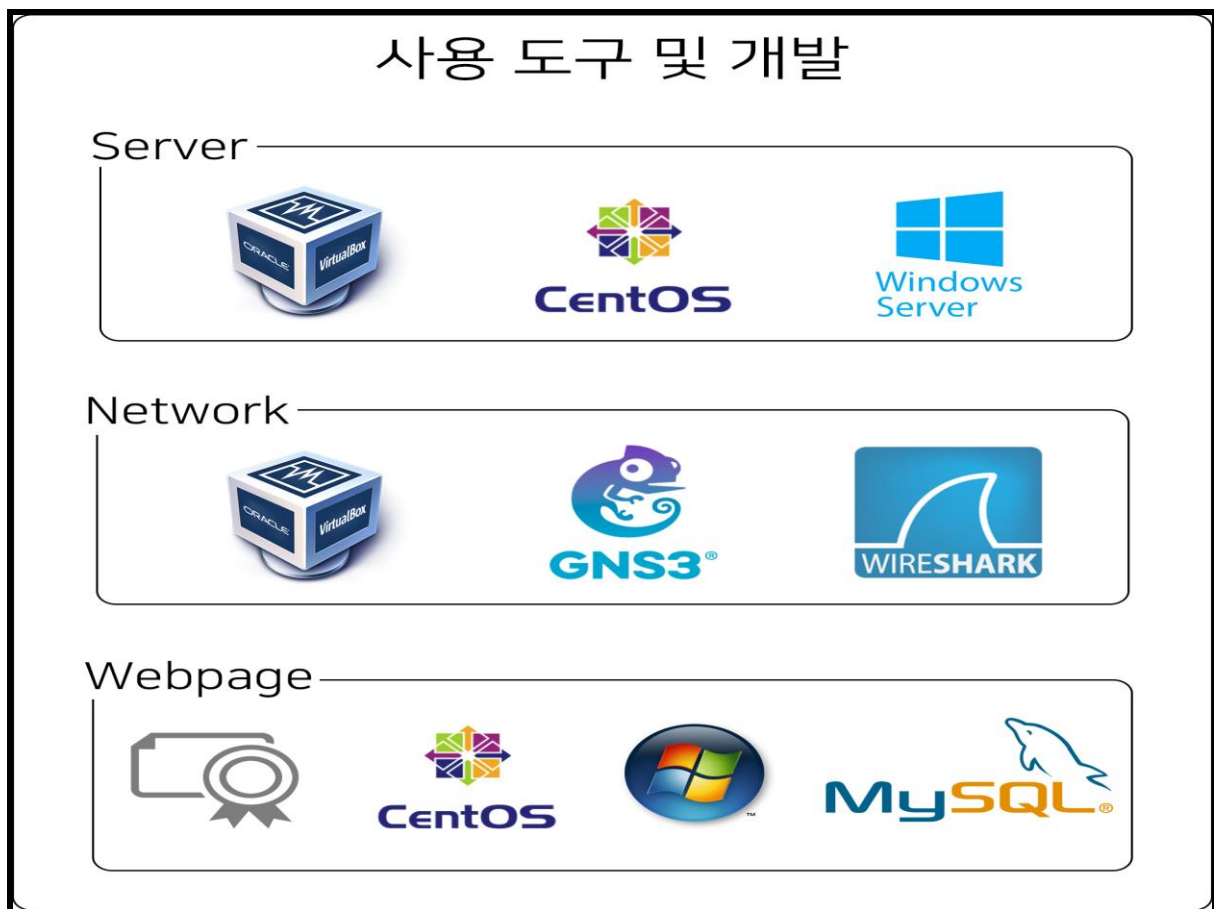 사용 도구 및 개발
Server
ORACLE
VirtualBox
CentOS
Windows
Server
Network
ORACLE
VirtualBox
GNS3®
WIRESHARK
Webpage
CentOS
TM
MySQL®